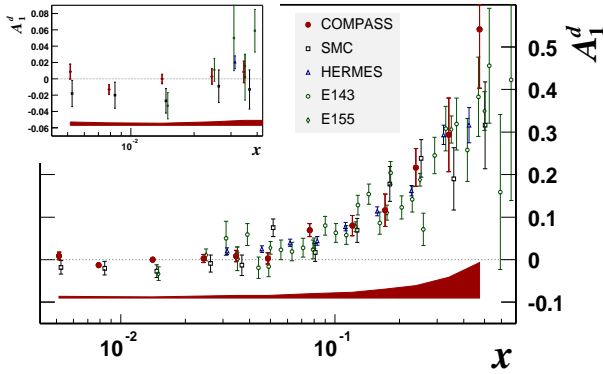 A₁ᵈ
0.1
0.08
0.06
0.04
0.02
0
-0.02
-0.04
-0.06
10⁻²
x
COMPASS
SMC
HERMES
E143
E155
A₁ᵈ
0.5
0.4
0.3
0.2
0.1
0
-0.1
10⁻²
10⁻¹
x